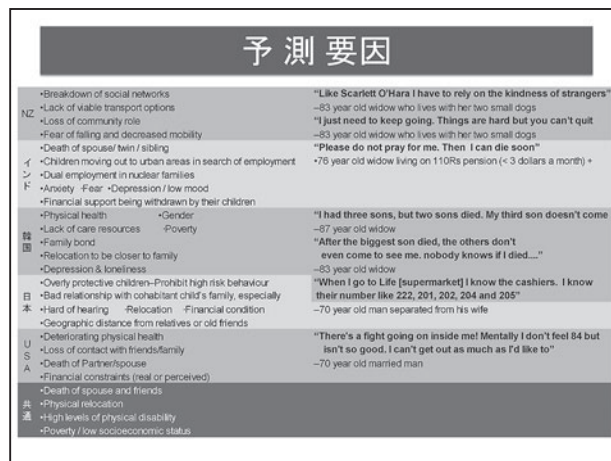 予測要因
NZ
•Breakdown of social networks
•Lack of viable transport options
•Loss of community role
•Fear of falling and decreased mobility
"Like Scarlett O'Hara I have to rely on the kindness of strangers"
–83 year old widow who lives with her two small dogs
"I just need to keep going. Things are hard but you can't quit
–83 year old widow who lives with her two small dogs
インド
•Death of spouse/ twin / sibling
•Children moving out to urban areas in search of employment
•Dual employment in nuclear families
•Anxiety •Fear •Depression / low mood
•Financial support being withdrawn by their children
"Please do not pray for me. Then I can die soon"
•76 year old widow living on 110Rs pension (< 3 dollars a month) +
韓国
•Physical health •Gender
•Lack of care resources •Poverty
•Family bond
•Relocation to be closer to family
•Depression & loneliness
"I had three sons, but two sons died. My third son doesn't come
–87 year old widow
"After the biggest son died, the others don't
even come to see me. nobody knows if I died...."
–83 year old widow
日本
•Overly protective children–Prohibit high risk behaviour
•Bad relationship with cohabitant child's family, especially
•Hard of hearing •Relocation •Financial condition
•Geographic distance from relatives or old friends
"When I go to Life [supermarket] I know the cashiers. I know
their number like 222, 201, 202, 204 and 205"
–70 year old man separated from his wife
USA
•Deteriorating physical health
•Loss of contact with friends/family
•Death of Partner/spouse
•Financial constraints (real or perceived)
"There's a fight going on inside me! Mentally I don't feel 84 but
isn't so good. I can't get out as much as I'd like to"
–70 year old married man
共通
•Death of spouse and friends
•Physical relocation
•High levels of physical disability
•Poverty / low socioeconomic status